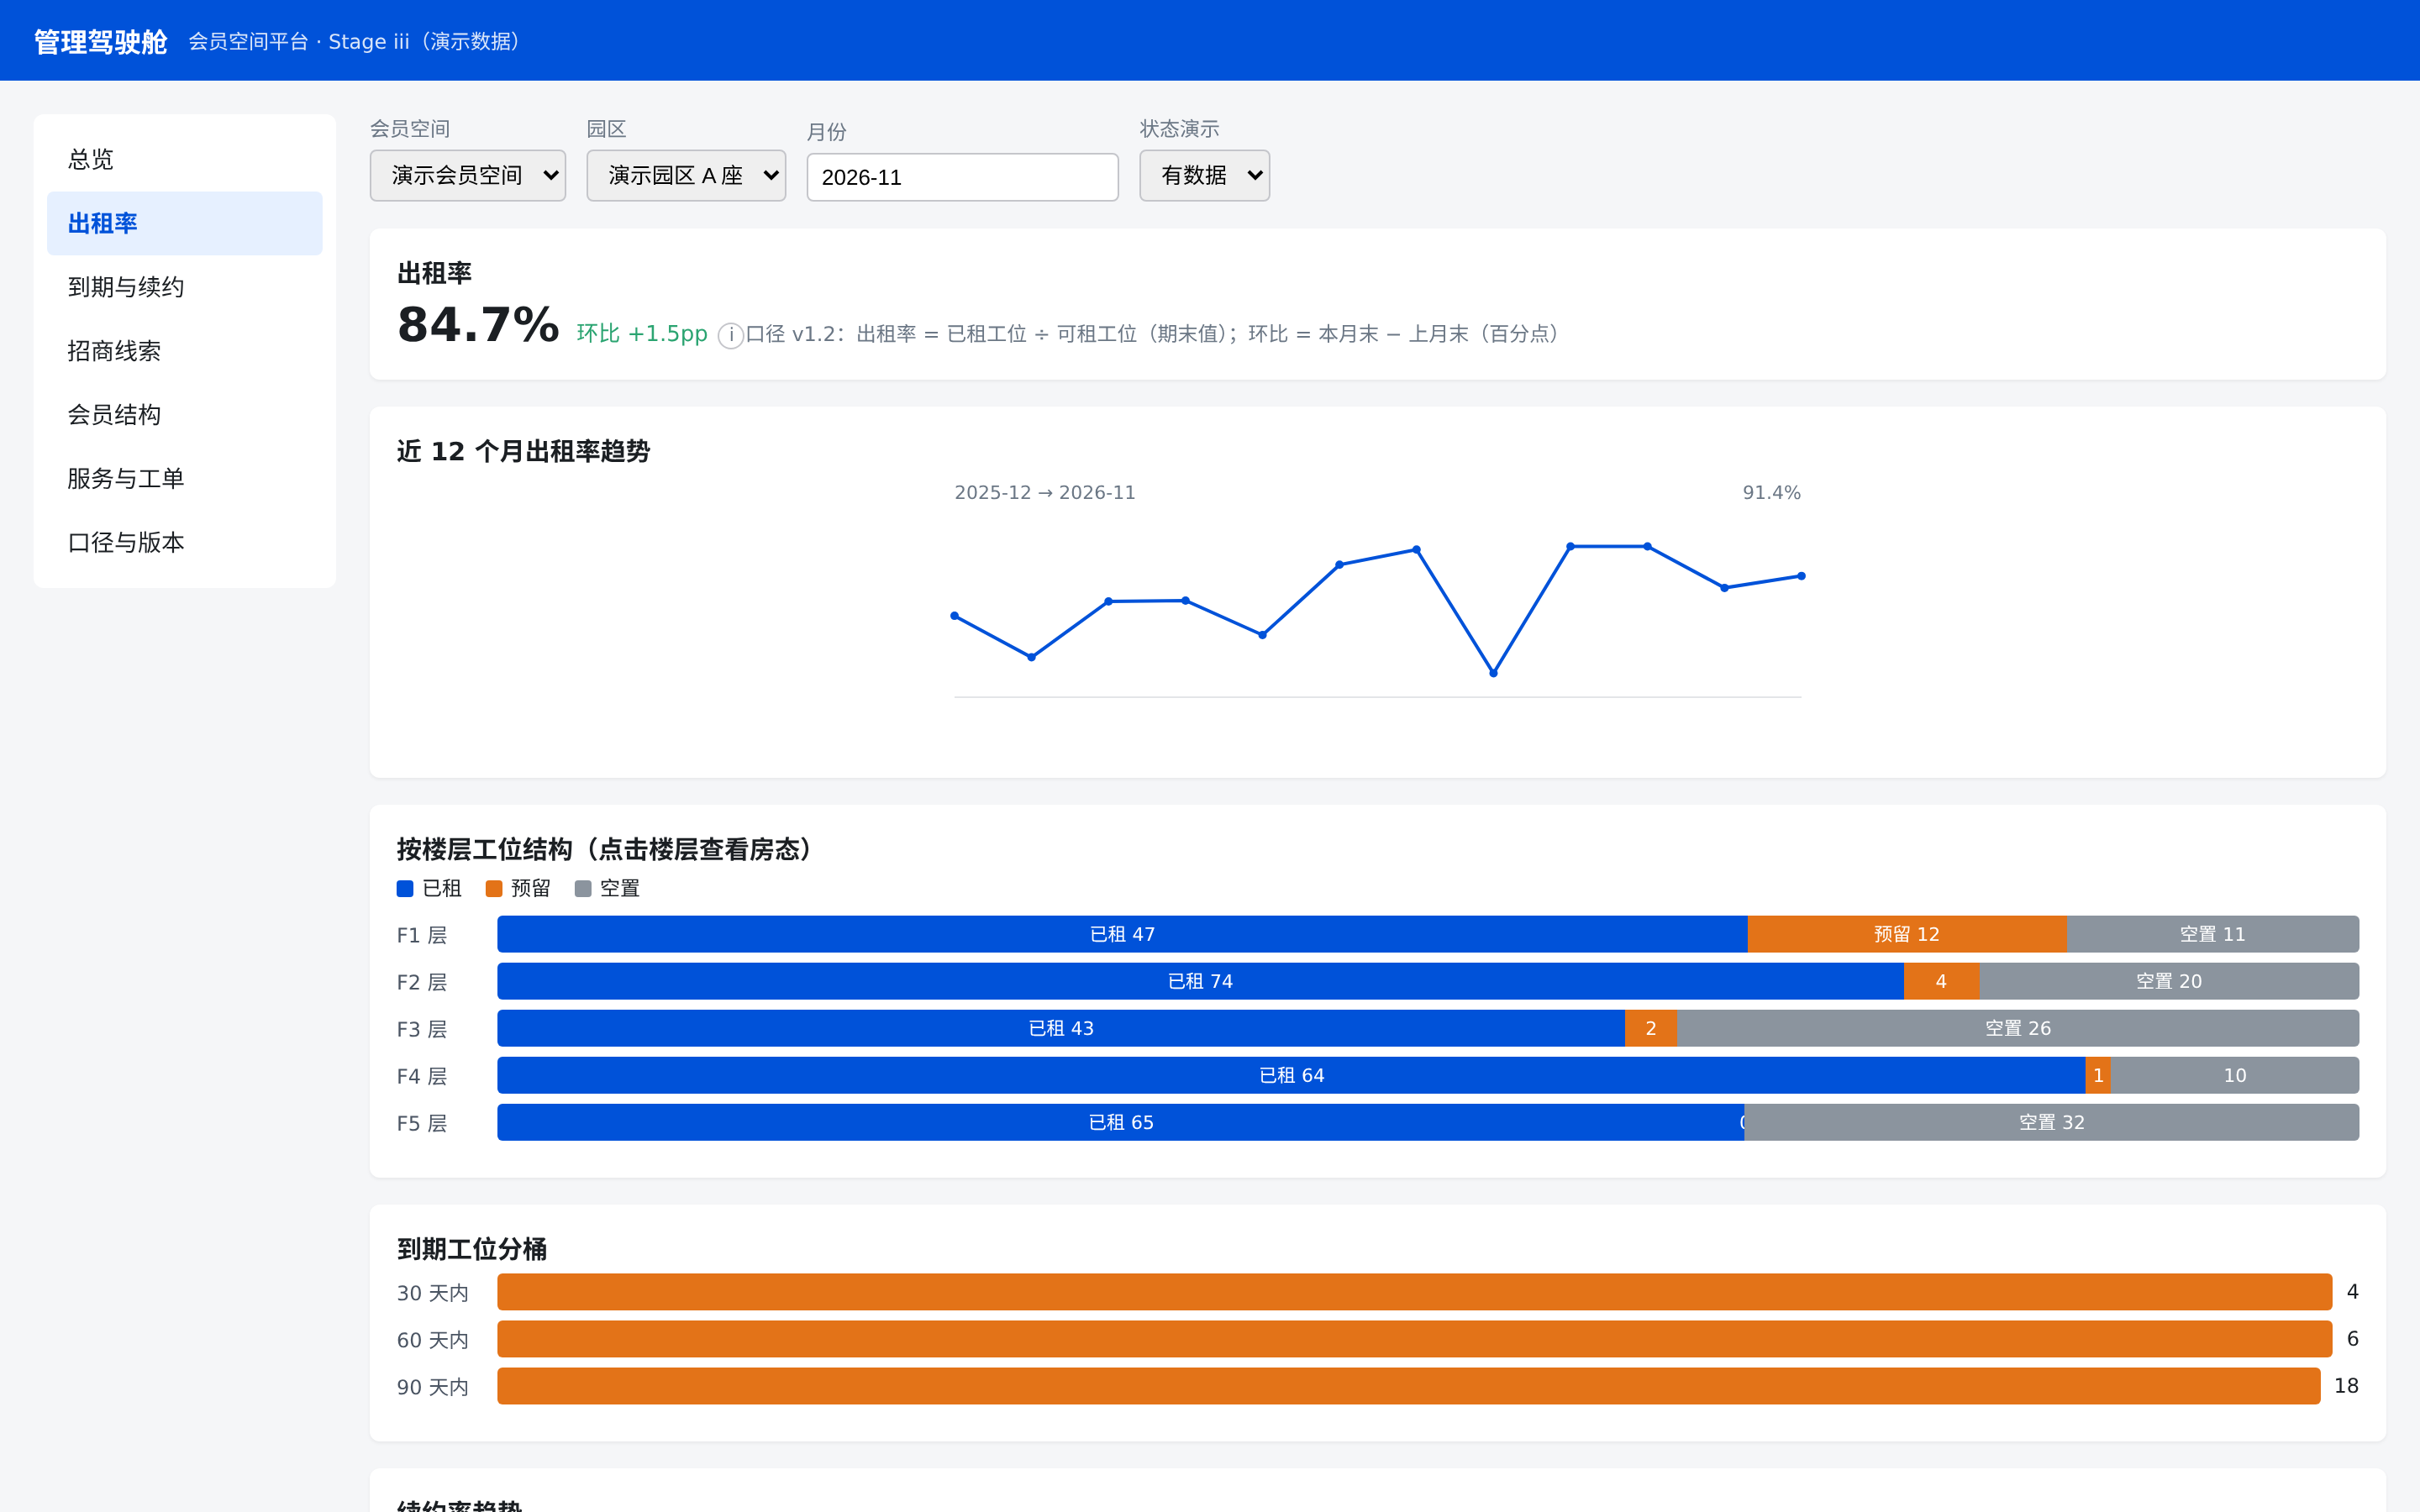 管理驾驶舱 会员空间平台 · Stage iii（演示数据）
总览
出租率
到期与续约
招商线索
会员结构
服务与工单
口径与版本
会员空间 园区 月份 状态演示
演示会员空间 演示园区 A 座 2026-11 有数据
出租率
84.7% 环比 +1.5pp i 口径 v1.2：出租率 = 已租工位 ÷ 可租工位（期末值）；环比 = 本月末 − 上月末（百分点）
近 12 个月出租率趋势
2025-12 → 2026-11 91.4%
按楼层工位结构（点击楼层查看房态）
已租 预留 空置
F1 层 已租 47 预留 12 空置 11
F2 层 已租 74 4 空置 20
F3 层 已租 43 2 空置 26
F4 层 已租 64 1 10
F5 层 已租 65 0 空置 32
到期工位分桶
30 天内 4
60 天内 6
90 天内 18
续约率趋势